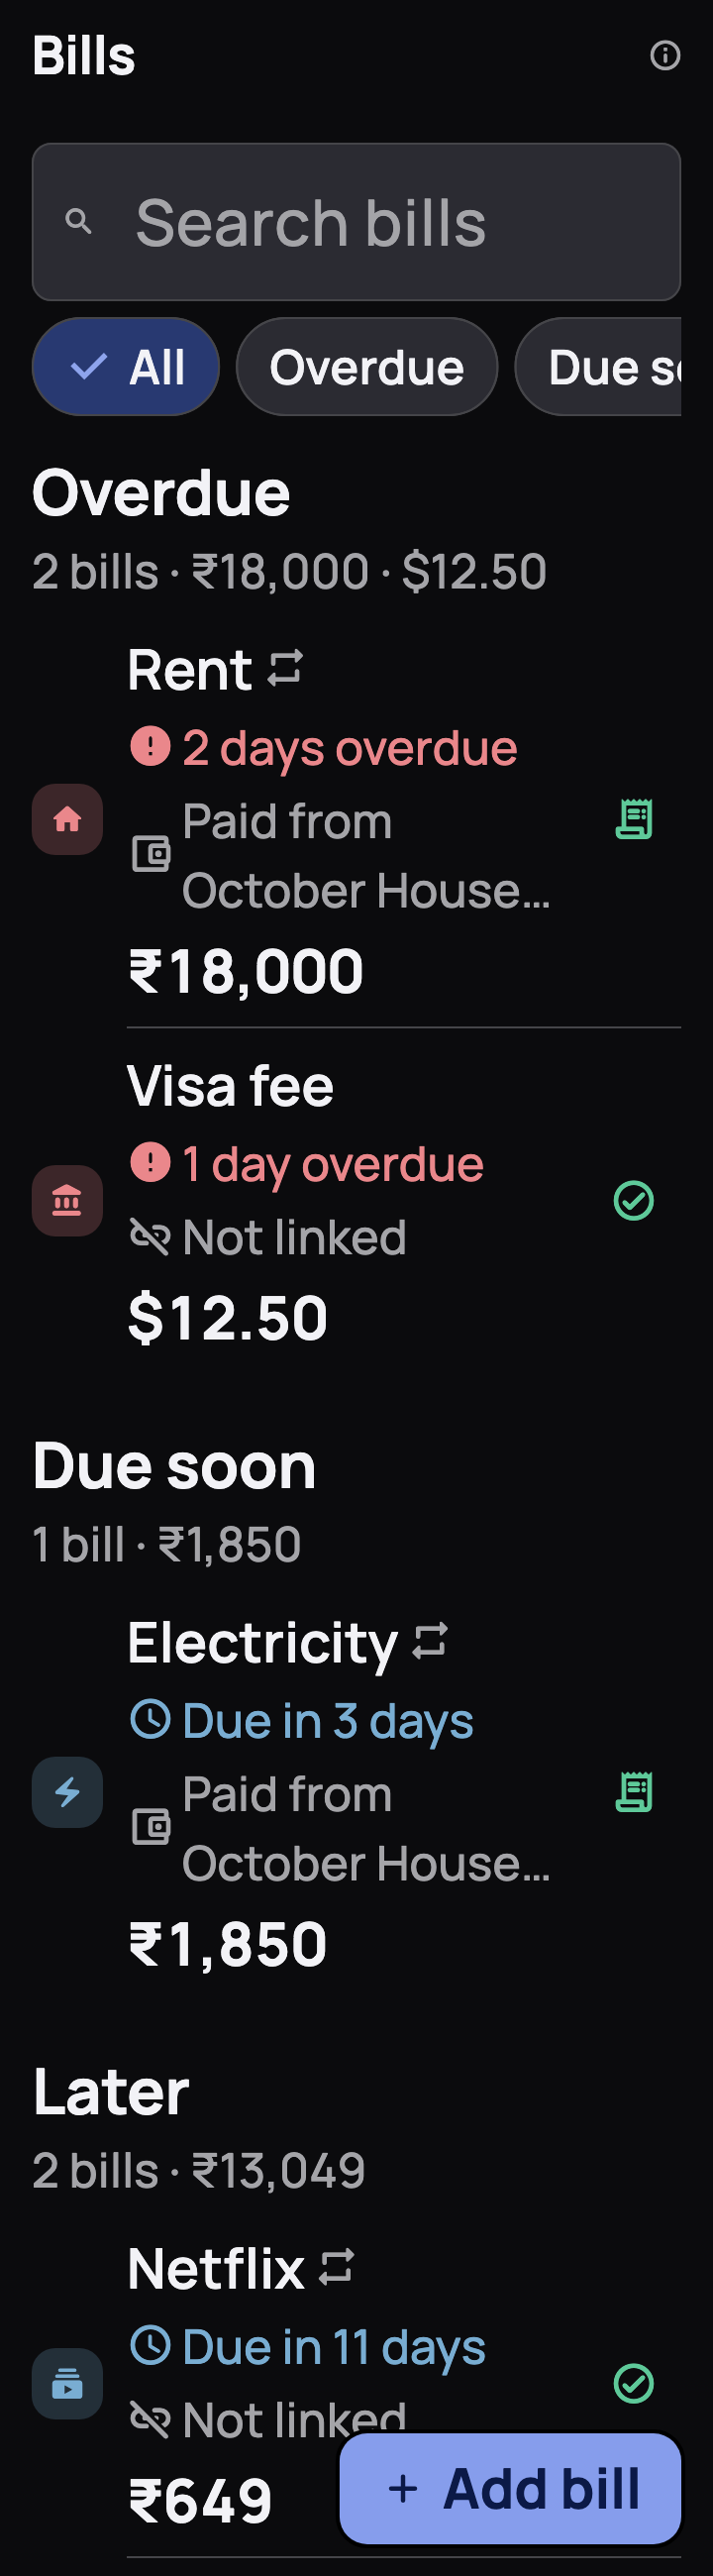 Bills
Search bills
All
Overdue
Due
Overdue
2 bills · ₹18,000 · $12.50
Rent
2 days overdue
Paid from
October House…
₹18,000
Visa fee
1 day overdue
Not linked
$12.50
Due soon
1 bill · ₹1,850
Electricity
Due in 3 days
Paid from
October House…
₹1,850
Later
2 bills · ₹13,049
Netflix
Due in 11 days
Not linked
₹649
Add bill